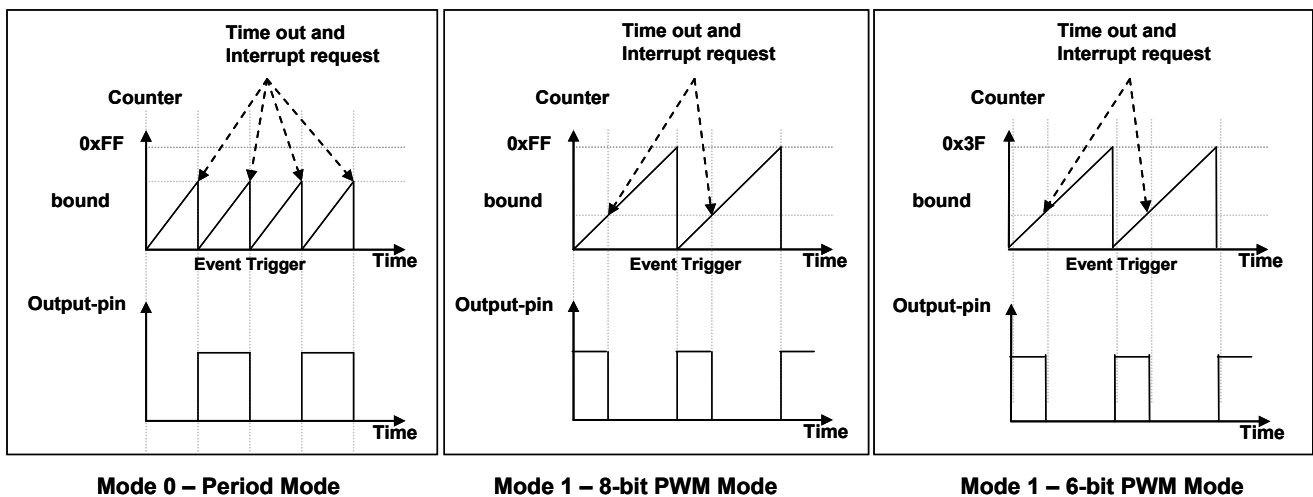 Time out and
Interrupt request
Counter
0xFF
bound
Event Trigger
Time
Output-pin
Time
Mode 0 – Period Mode
Time out and
Interrupt request
Counter
0xFF
bound
Event Trigger
Time
Output-pin
Time
Mode 1 – 8-bit PWM Mode
Time out and
Interrupt request
Counter
0x3F
bound
Event Trigger
Time
Output-pin
Time
Mode 1 – 6-bit PWM Mode